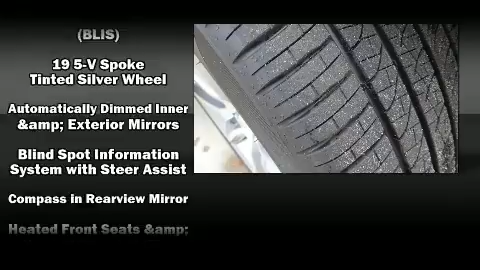 (BLIS)
19 5-V Spoke
Tinted Silver Wheel
Automatically Dimmed Inner
&amp; Exterior Mirrors
Blind Spot Information
System with Steer Assist
Compass in Rearview Mirror
Heated Front Seats &amp;